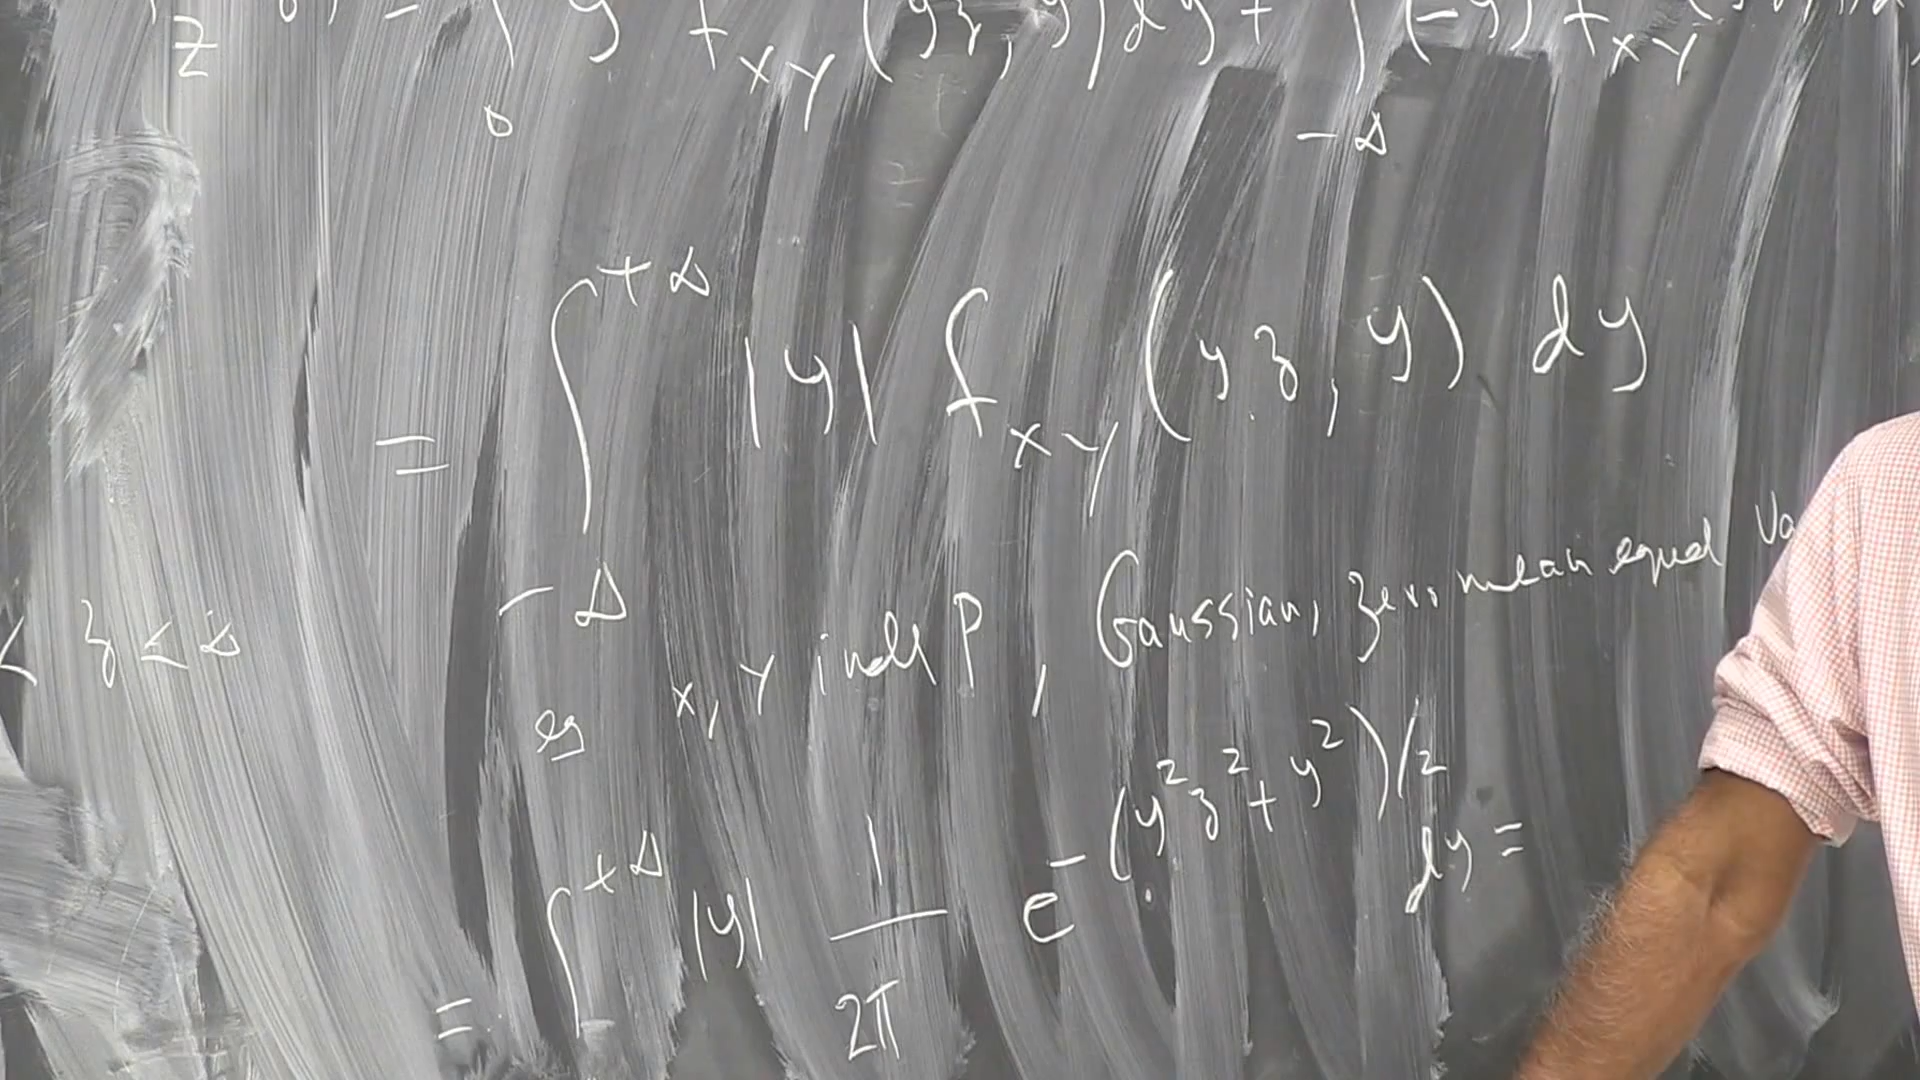 Z = ∫ y f_XY(yz, y) dy + ∫ (-y) f_XY
0 -∞
= ∫_{-∞}^{+∞} |y| f_XY (yz, y) dy
< z < ∞
eg X, Y indep, Gaussian, zero mean equal
= ∫^{+∞} |y| 1/2π e^{-(y²z²+y²)/2} dy =